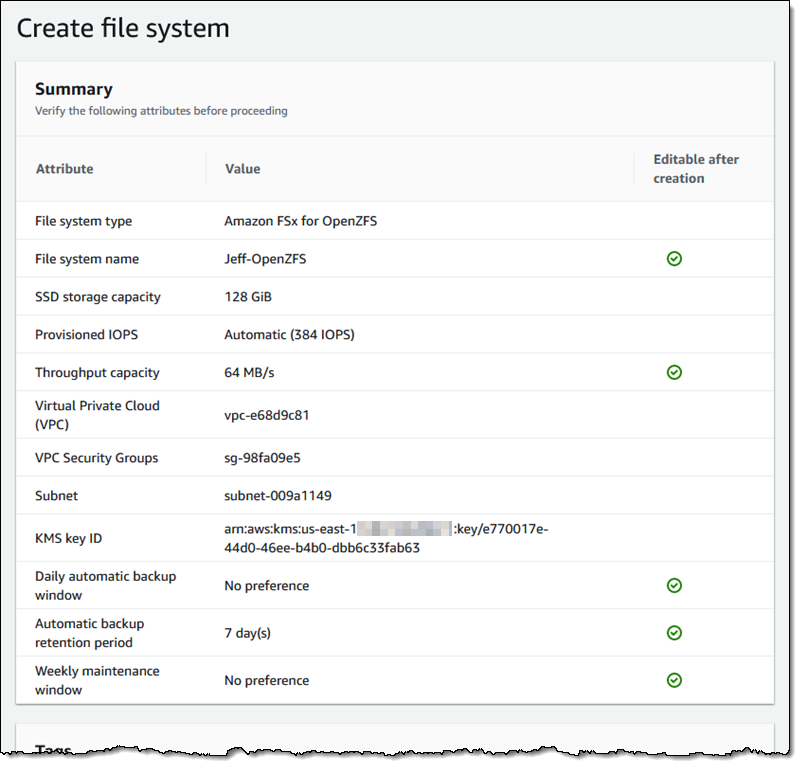 Create file system
Summary
Verify the following attributes before proceeding
Attribute
Value
Editable after
creation
File system type
Amazon FSx for OpenZFS
File system name
Jeff-OpenZFS
SSD storage capacity
128 GiB
Provisioned IOPS
Automatic (384 IOPS)
Throughput capacity
64 MB/s
Virtual Private Cloud
(VPC)
vpc-e68d9c81
VPC Security Groups
sg-98fa09e5
Subnet
subnet-009a1149
KMS key ID
arn:aws:kms:us-east-1 :key/e770017e-
44d0-46ee-b4b0-dbb6c33fab63
Daily automatic backup
window
No preference
Automatic backup
retention period
7 day(s)
Weekly maintenance
window
No preference
Tags